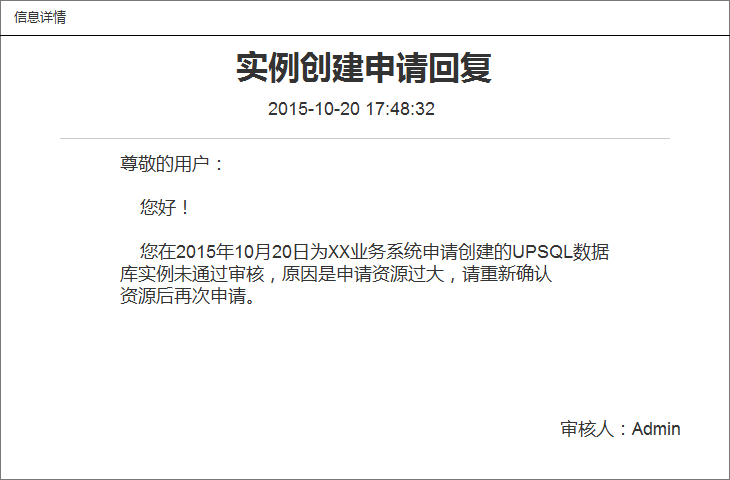 信息详情
实例创建申请回复
2015-10-20 17:48:32
尊敬的用户：
您好！
您在2015年10月20日为XX业务系统申请创建的UPSQL数据
库实例未通过审核，原因是申请资源过大，请重新确认
资源后再次申请。
审核人：Admin